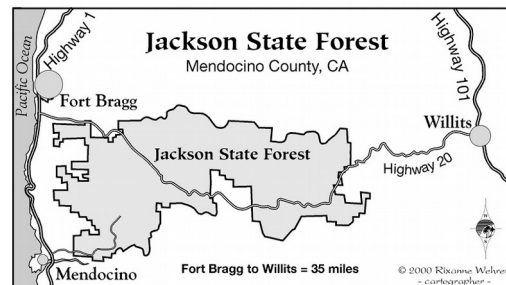 Jackson State Forest
Mendocino County, CA
Pacific Ocean
Highway 1
Highway 101
Fort Bragg
Willits
Jackson State Forest
Highway 20
Mendocino
Fort Bragg to Willits = 35 miles
© 2000 Rixanne Wehren
- cartographer -